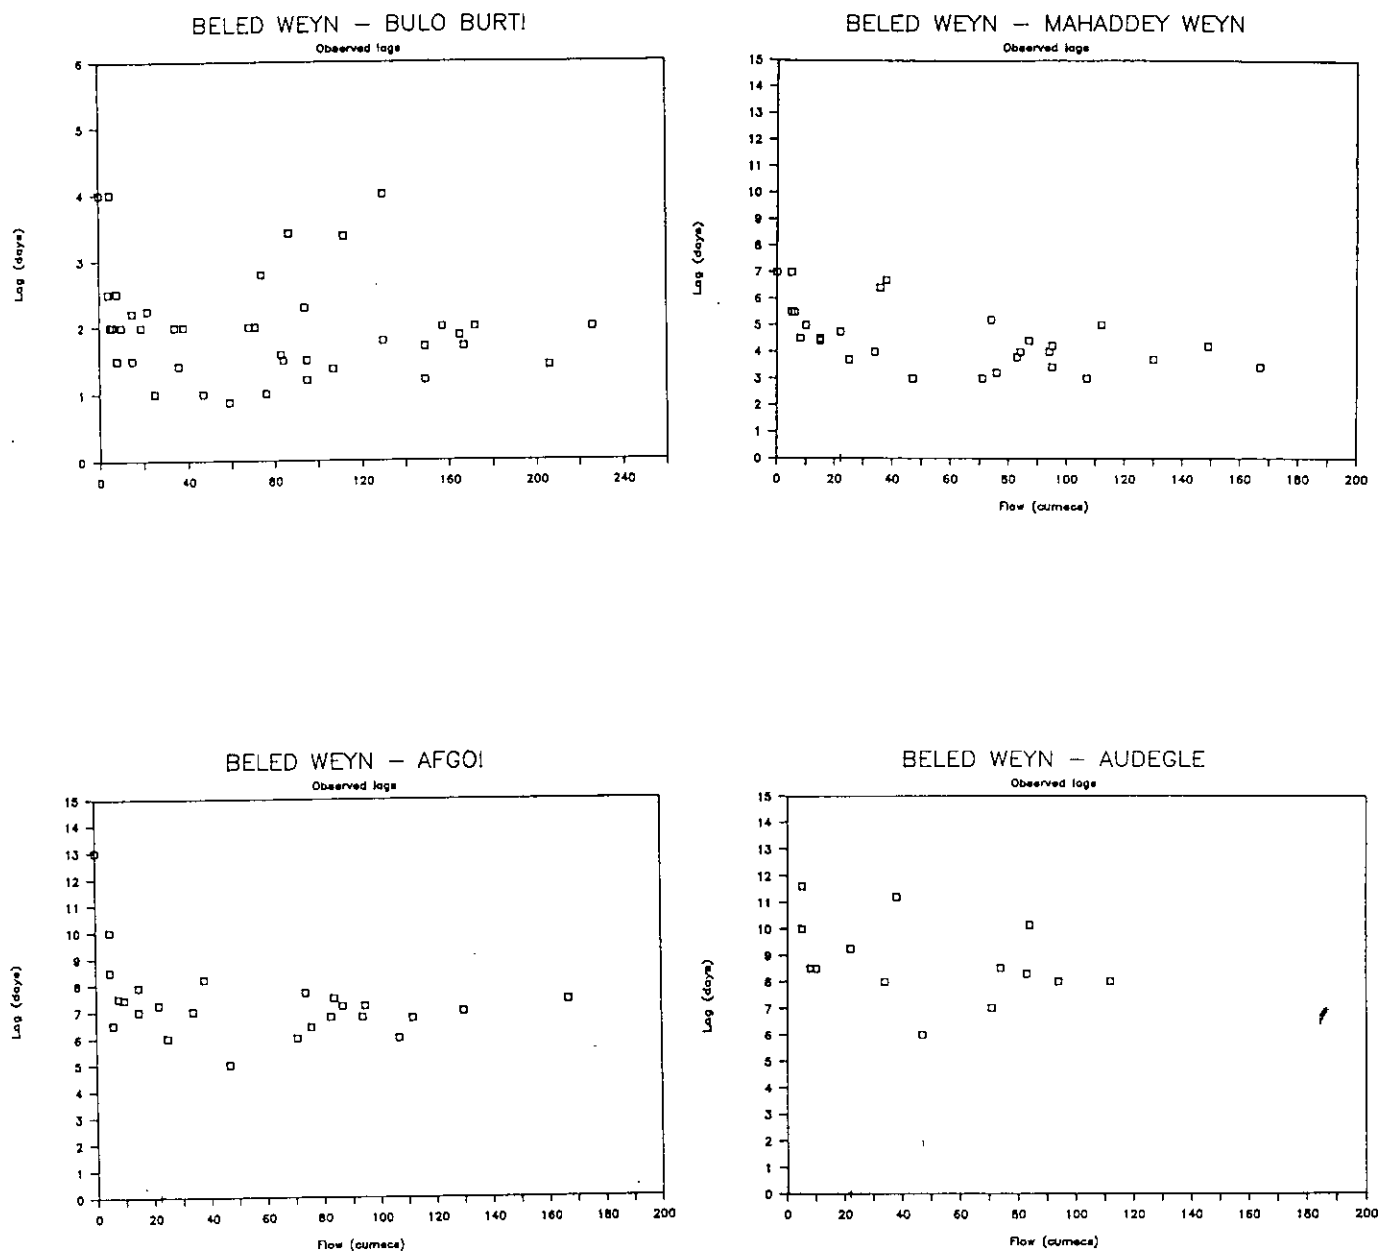 BELED WEYN – BULO BURTI
Observed lags
6
5
4
3
2
1
0
Lag (days)
0 40 80 120 160 200 240
BELED WEYN – MAHADDEY WEYN
Observed lags
15
14
13
12
11
10
9
8
7
6
5
4
3
2
1
0
Lag (days)
0 20 40 60 80 100 120 140 160 180 200
Flow (cumecs)
BELED WEYN – AFGOI
Observed lags
15
14
13
12
11
10
9
8
7
6
5
4
3
2
1
0
Lag (days)
0 20 40 60 80 100 120 140 160 180 200
Flow (cumecs)
BELED WEYN – AUDEGLE
Observed lags
15
14
13
12
11
10
9
8
7
6
5
4
3
2
1
0
Lag (days)
0 20 40 60 80 100 120 140 160 180 200
Flow (cumecs)